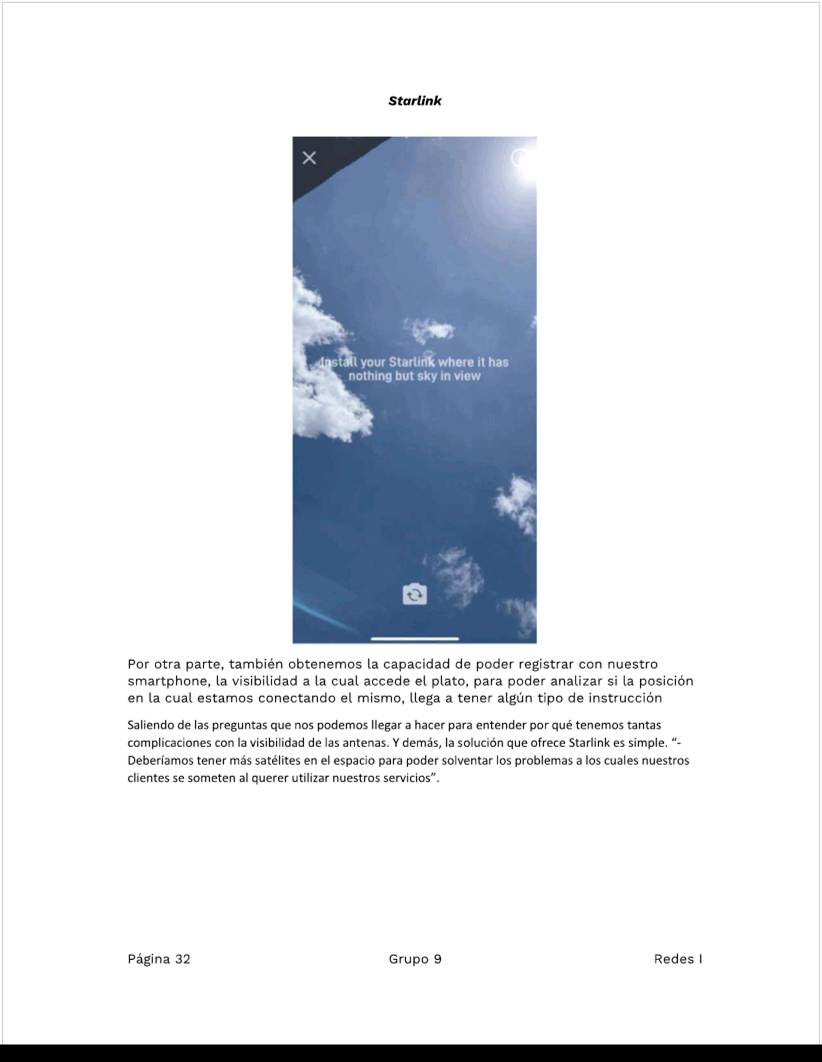 Starlink
Install your Starlink where it has
nothing but sky in view
Por otra parte, también obtenemos la capacidad de poder registrar con nuestro
smartphone, la visibilidad a la cual accede el plato, para poder analizar si la posición
en la cual estamos conectando el mismo, llega a tener algún tipo de instrucción
Saliendo de las preguntas que nos podemos llegar a hacer para entender por qué tenemos tantas
complicaciones con la visibilidad de las antenas. Y demás, la solución que ofrece Starlink es simple. “-
Deberíamos tener más satélites en el espacio para poder solventar los problemas a los cuales nuestros
clientes se someten al querer utilizar nuestros servicios”.
Página 32 Grupo 9 Redes I